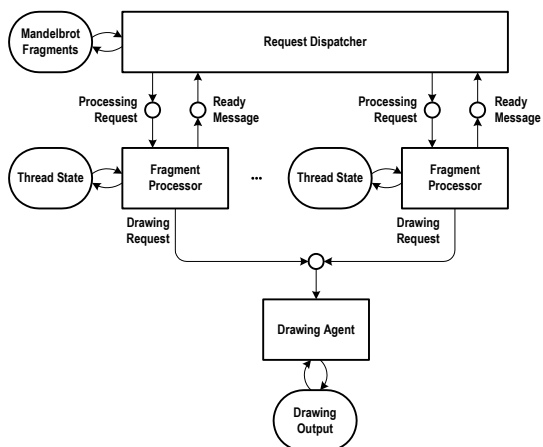 Mandelbrot
Fragments
Request Dispatcher
Processing
Request
Ready
Message
Processing
Request
Ready
Message
Thread State
Fragment
Processor
...
Thread State
Fragment
Processor
Drawing
Request
Drawing
Request
Drawing Agent
Drawing
Output